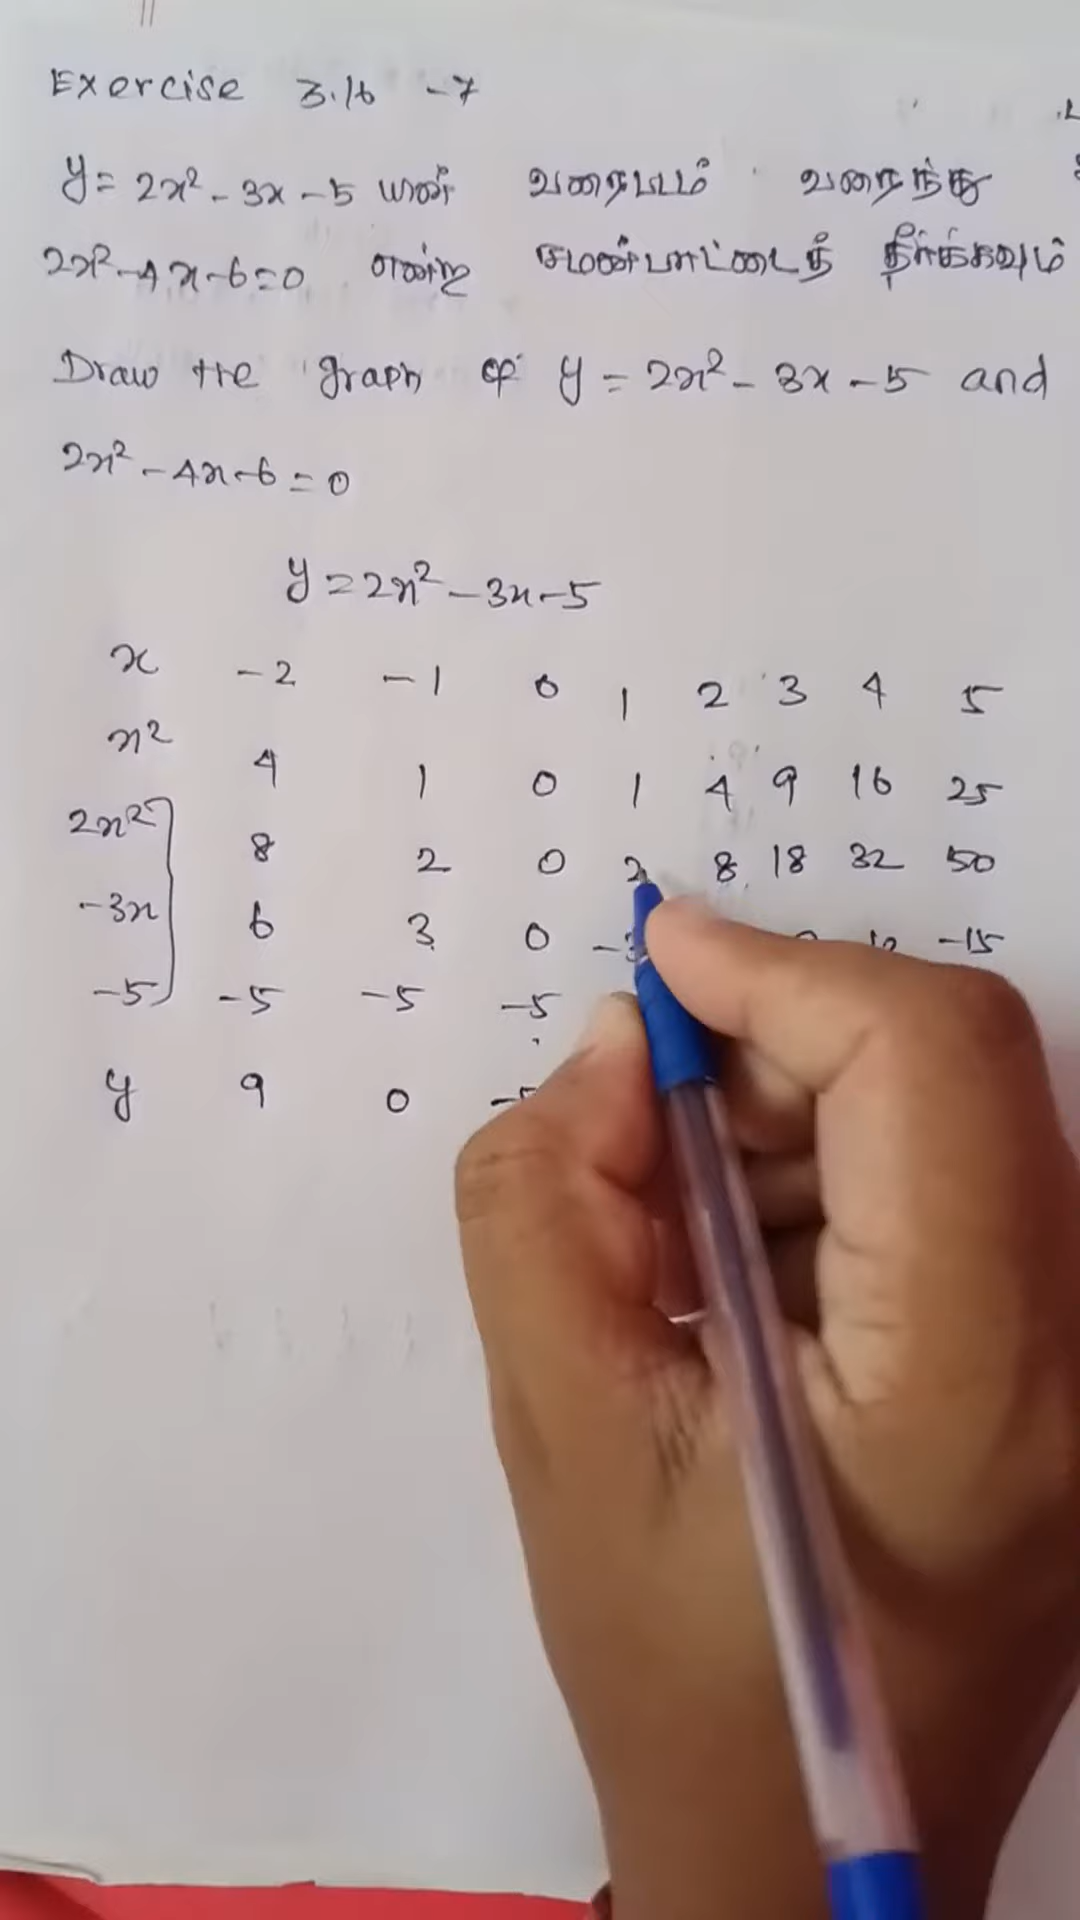 Exercise 3.16 -7
y = 2x² - 3x - 5 யின் வரைபடம் வரைந்து
2x² - 4x - 6 = 0 என்ற சமன்பாட்டைத் தீர்க்கவும்
Draw the graph of y = 2x² - 3x - 5 and
2x² - 4x - 6 = 0
y = 2x² - 3x - 5
x -2 -1 0 1 2 3 4 5
x² 4 1 0 1 4 9 16 25
2x² 8 2 0 2 8 18 32 50
-3x 6 3 0 -3 -15
-5 -5 -5 -5
y 9 0 -5